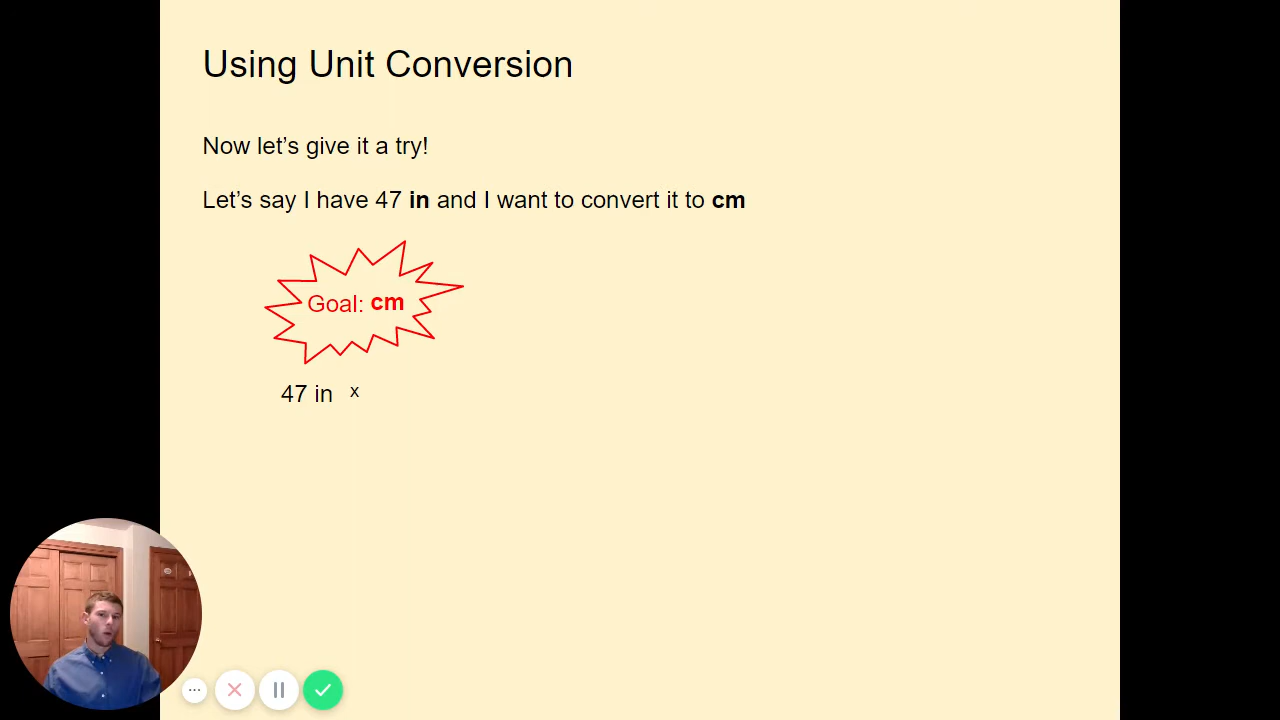 Using Unit Conversion
Now let’s give it a try!
Let’s say I have 47 in and I want to convert it to cm
Goal: cm
47 in x